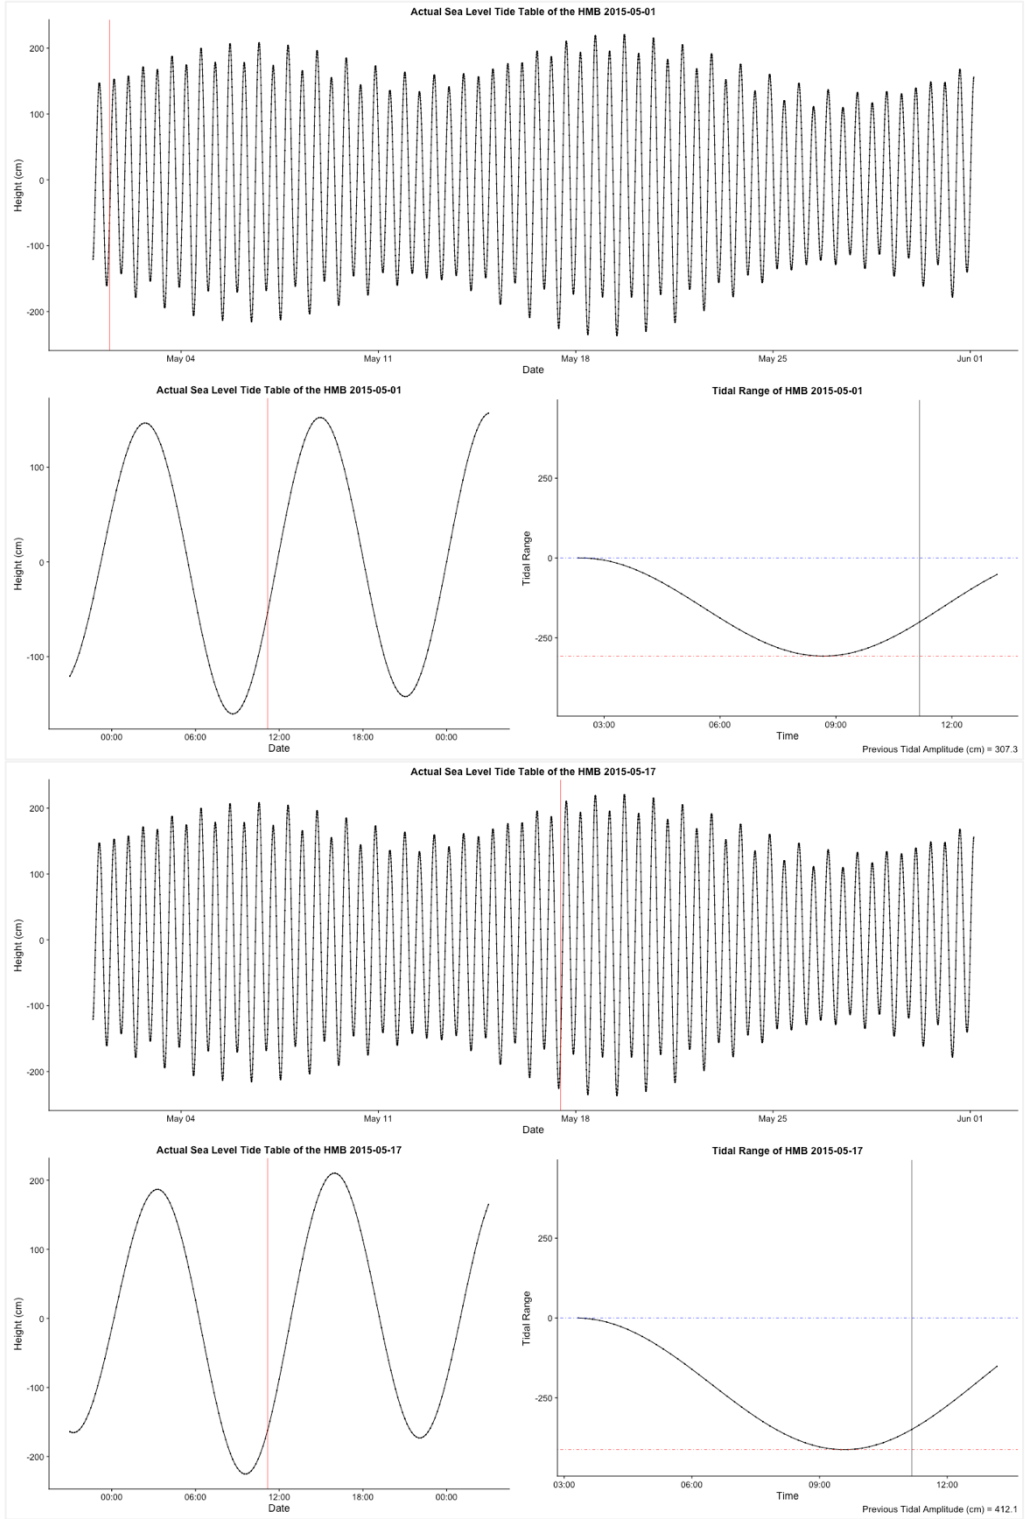 Actual Sea Level Tide Table of the HMB 2015-05-01
200
100
0
-100
-200
Height (cm)
May 04 May 11 May 18 May 25 Jun 01
Date
Actual Sea Level Tide Table of the HMB 2015-05-01
100
0
-100
Height (cm)
00:00 06:00 12:00 18:00 00:00
Date
Tidal Range of HMB 2015-05-01
250
0
-250
Tidal Range
03:00 06:00 09:00 12:00
Time
Previous Tidal Amplitude (cm) = 307.3
Actual Sea Level Tide Table of the HMB 2015-05-17
200
100
0
-100
-200
Height (cm)
May 04 May 11 May 18 May 25 Jun 01
Date
Actual Sea Level Tide Table of the HMB 2015-05-17
200
100
0
-100
-200
Height (cm)
00:00 06:00 12:00 18:00 00:00
Date
Tidal Range of HMB 2015-05-17
250
0
-250
Tidal Range
03:00 06:00 09:00 12:00
Time
Previous Tidal Amplitude (cm) = 412.1